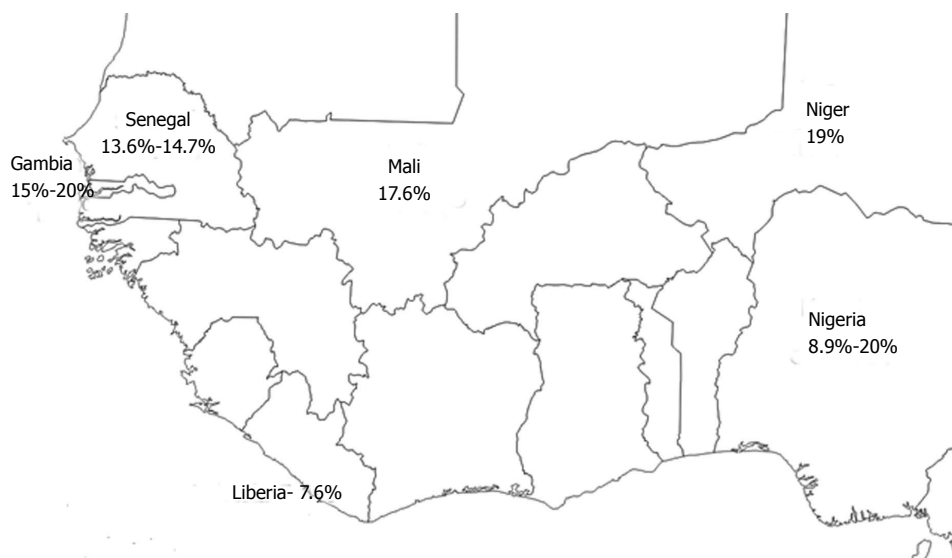 Senegal
13.6%-14.7%
Gambia
15%-20%
Mali
17.6%
Niger
19%
Nigeria
8.9%-20%
Liberia- 7.6%